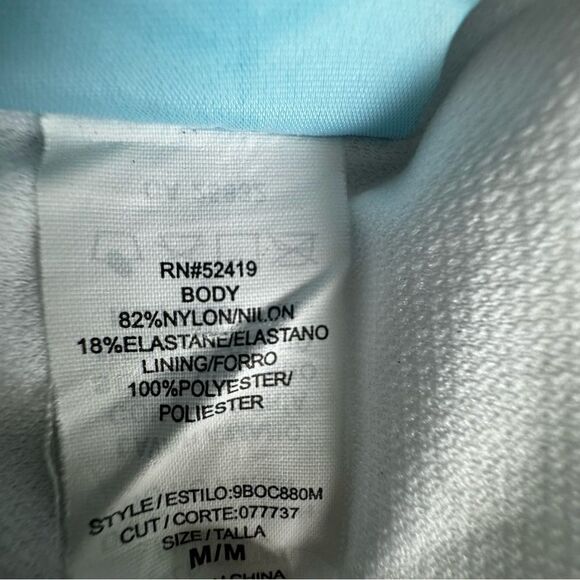 RN#52419
BODY
82%NYLON/NILON
18%ELASTANE/ELASTANO
LINING/FORRO
100%POLYESTER/
POLIESTER
STYLE/ESTILO:9BOC880M
CUT/CORTE:077737
SIZE/TALLA
M/M
CHINA